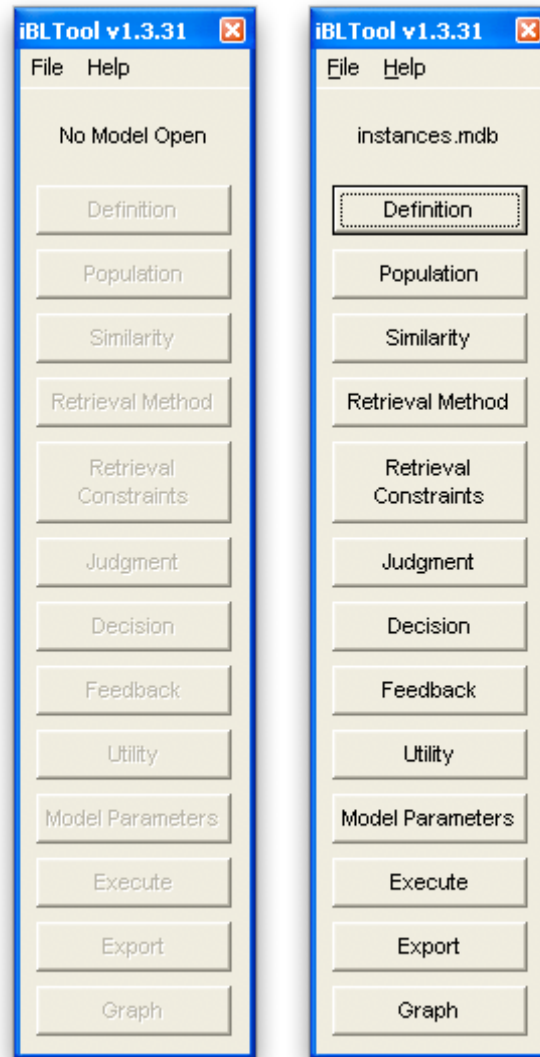 iBLTool v1.3.31
File Help
No Model Open
Definition
Population
Similarity
Retrieval Method
Retrieval
Constraints
Judgment
Decision
Feedback
Utility
Model Parameters
Execute
Export
Graph
iBLTool v1.3.31
File Help
instances.mdb
Definition
Population
Similarity
Retrieval Method
Retrieval
Constraints
Judgment
Decision
Feedback
Utility
Model Parameters
Execute
Export
Graph